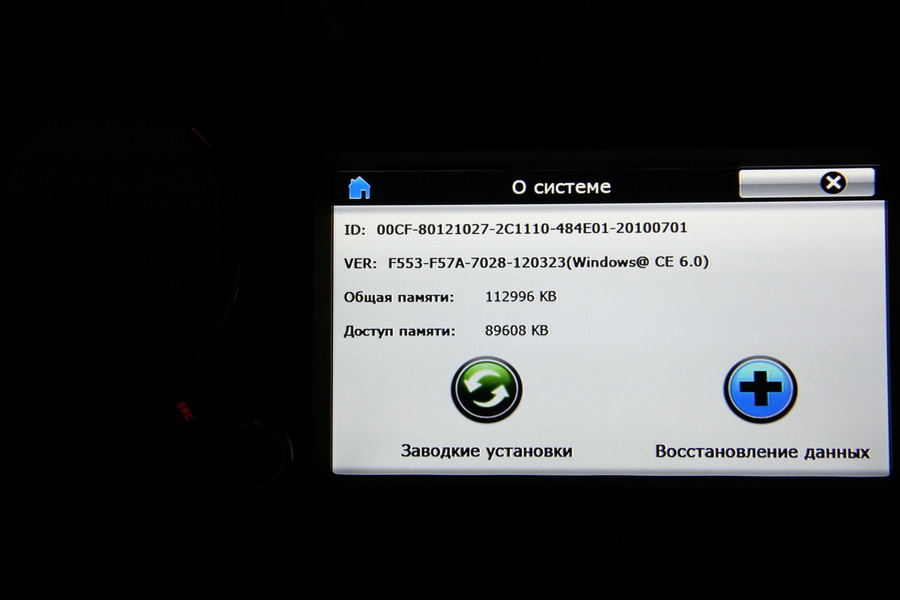 О системе
ID: 00CF-80121027-2C1110-484E01-20100701
VER: F553-F57A-7028-120323(Windows@ CE 6.0)
Общая памяти: 112996 KB
Доступ памяти: 89608 KB
Заводкие установки
Восстановление данных
SRC